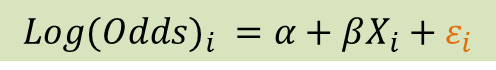 Log(Odds)ᵢ = α + βXᵢ + εᵢ